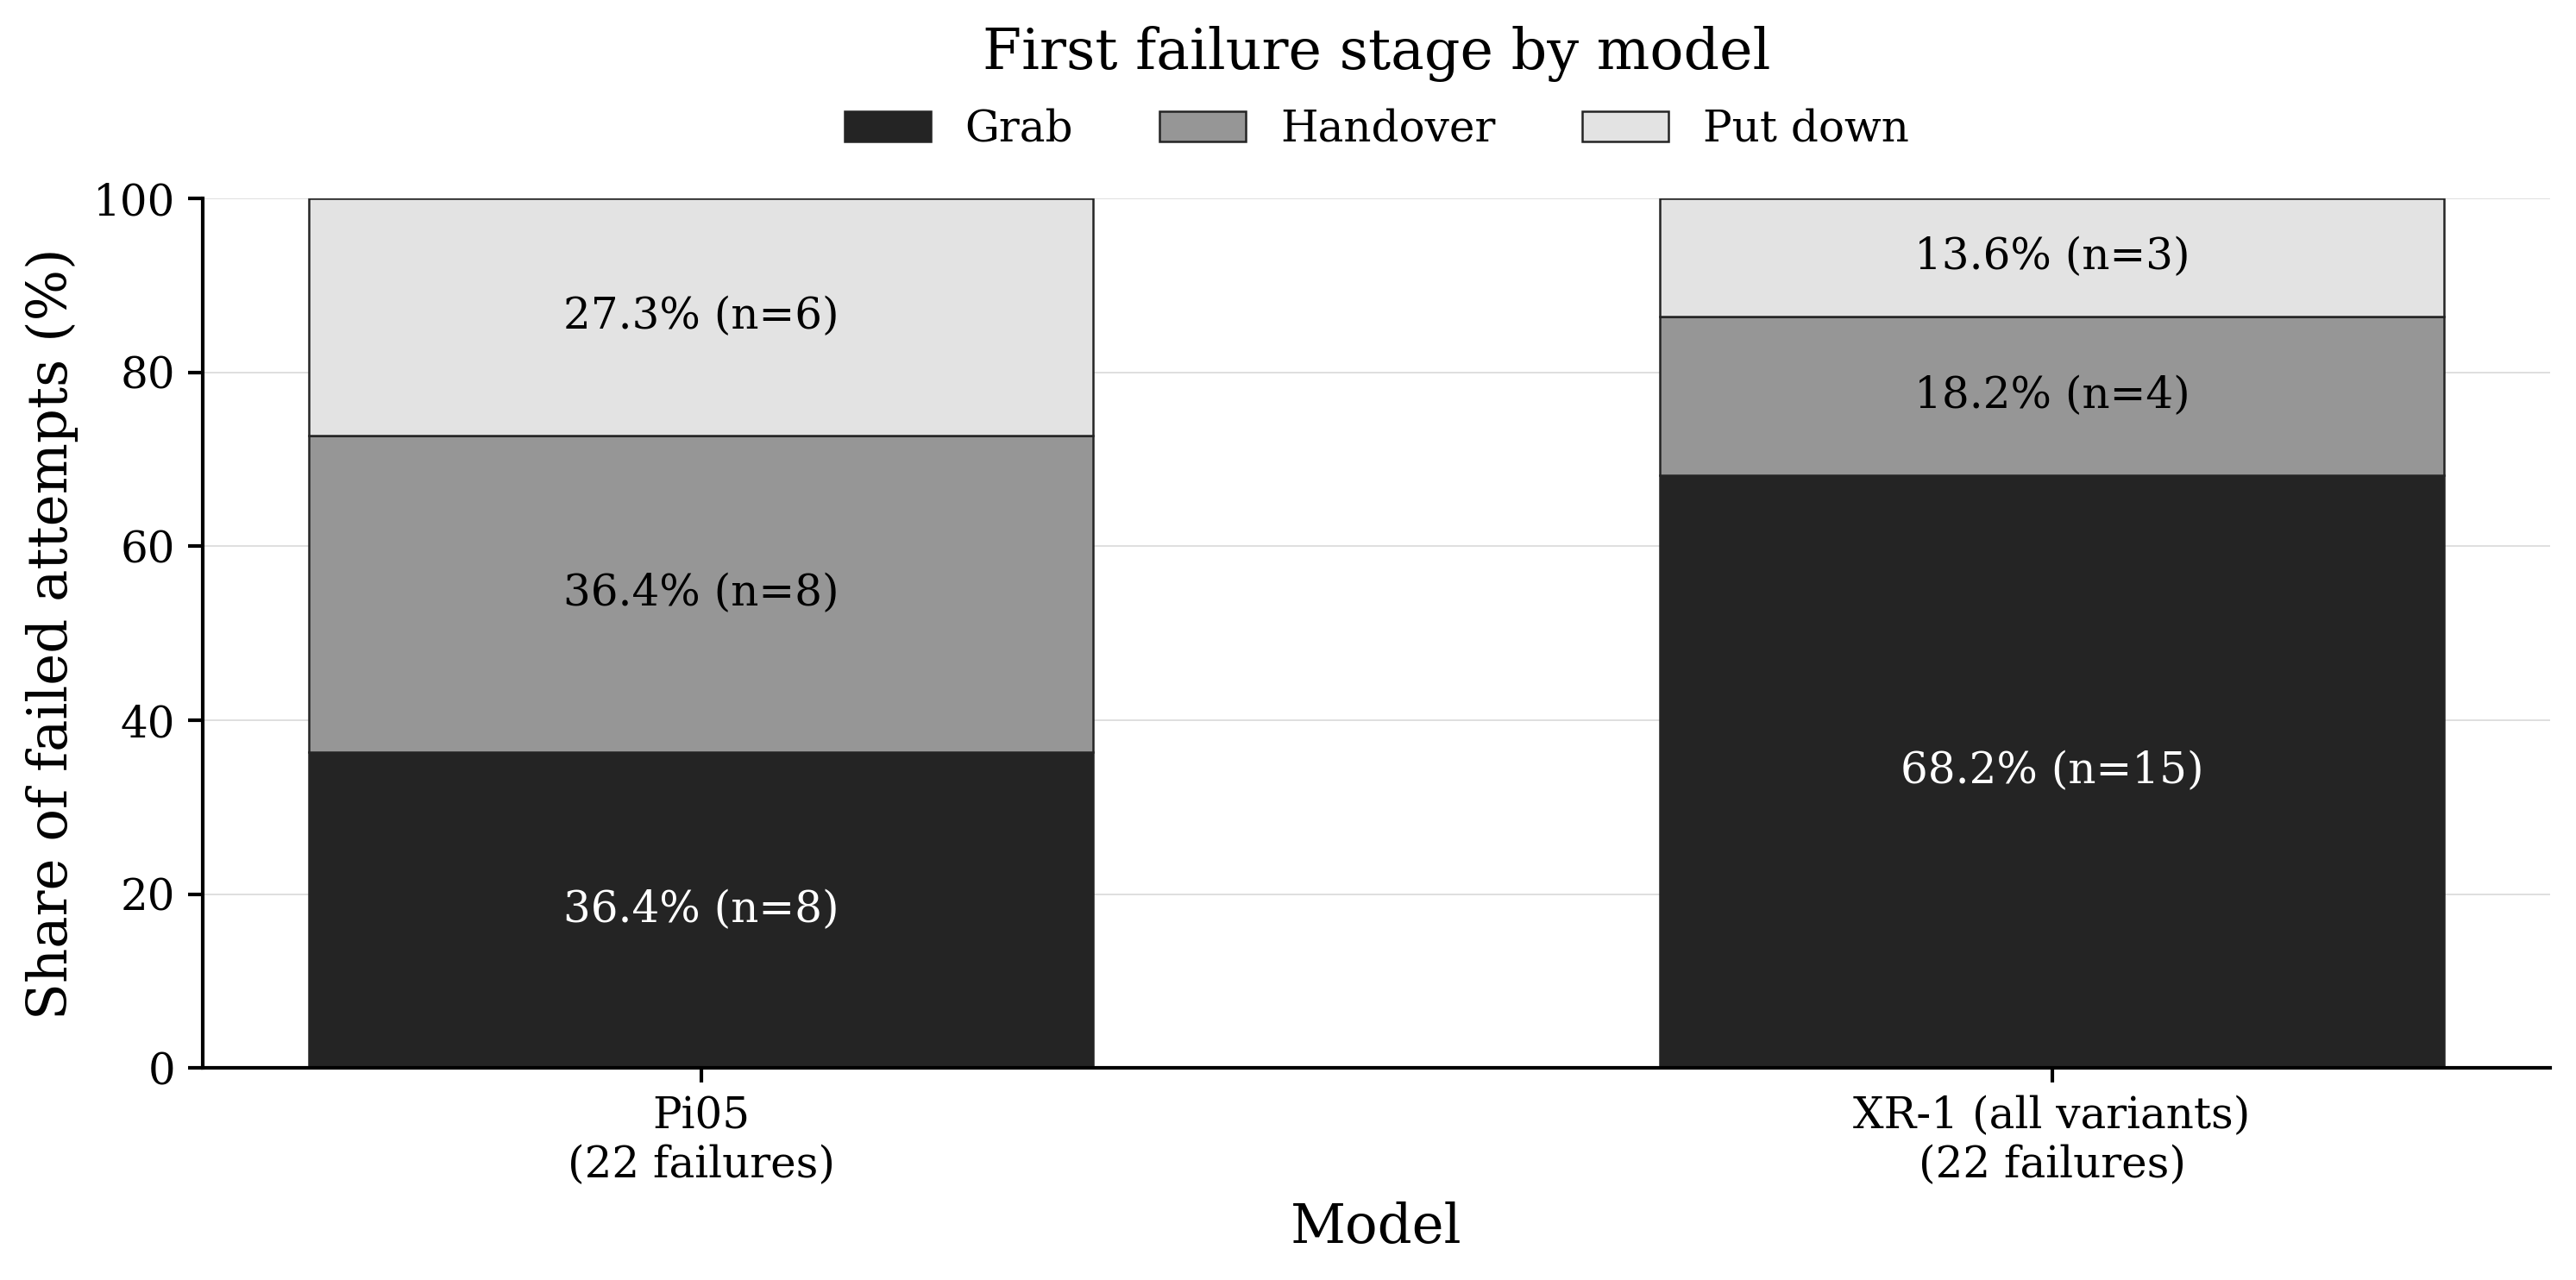 First failure stage by model
Grab Handover Put down
Share of failed attempts (%)
100
80
60
40
20
0
27.3% (n=6)
36.4% (n=8)
36.4% (n=8)
13.6% (n=3)
18.2% (n=4)
68.2% (n=15)
Pi05
(22 failures)
XR-1 (all variants)
(22 failures)
Model